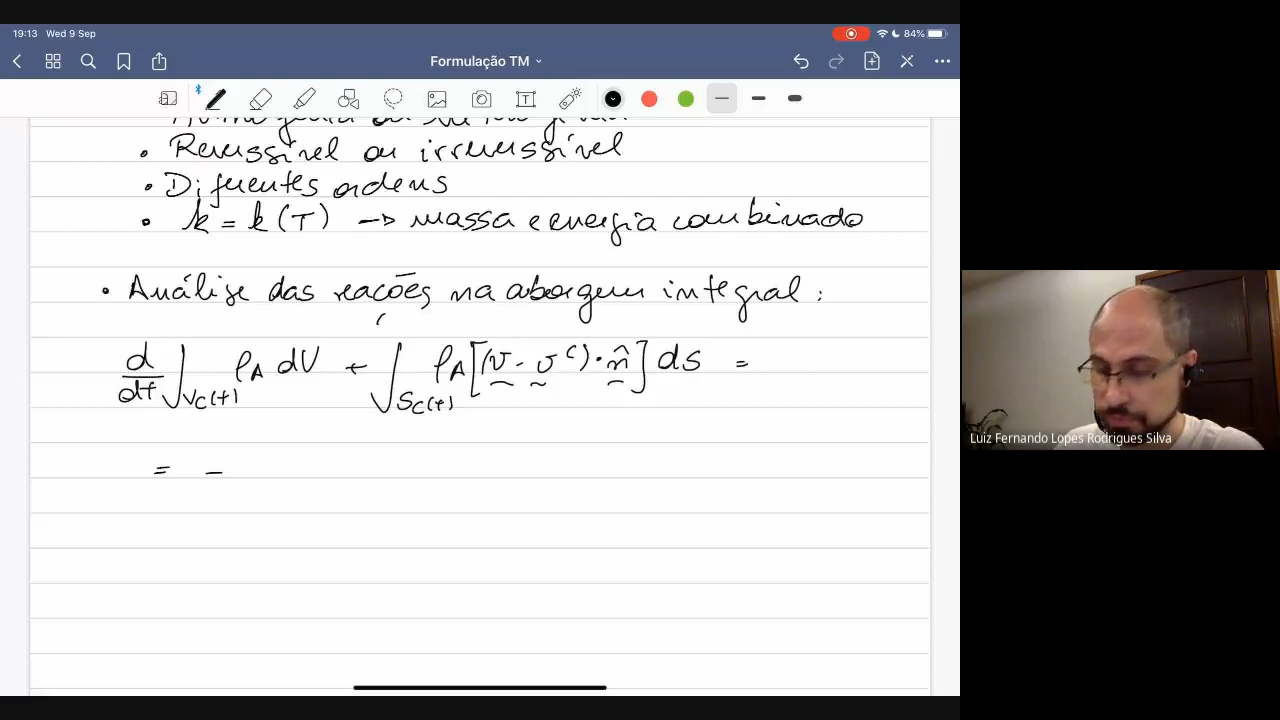 19:13 Wed 9 Sep
84%
Formulação TM
• Reversível ou irreversível
• Diferentes ordens
• k = k(T) → massa e energia combinado
• Análise das reações na abordagem integral:
d/dt ∫Vc(t) ρA dV + ∫Sc(t) ρA [(v - vᶜ) · n̂] dS =
= -
Luiz Fernando Lopes Rodrigues Silva